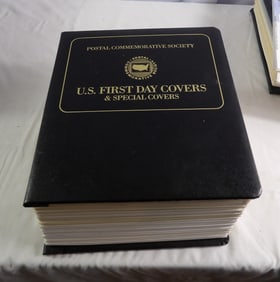 POSTAL COMMEMORATIVE SOCIETY
U.S. FIRST DAY COVERS
& SPECIAL COVERS